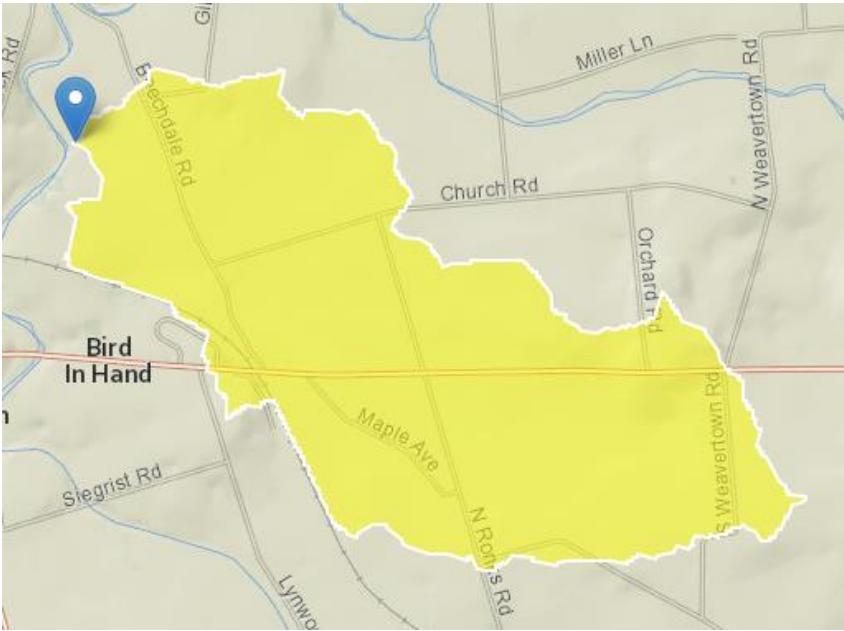 Miller Ln
N Weavertown Rd
Beechdale Rd
Church Rd
Orchard Rd
Bird
In Hand
Maple Ave
S Weavertown Rd
Siegrist Rd
N Ronks Rd